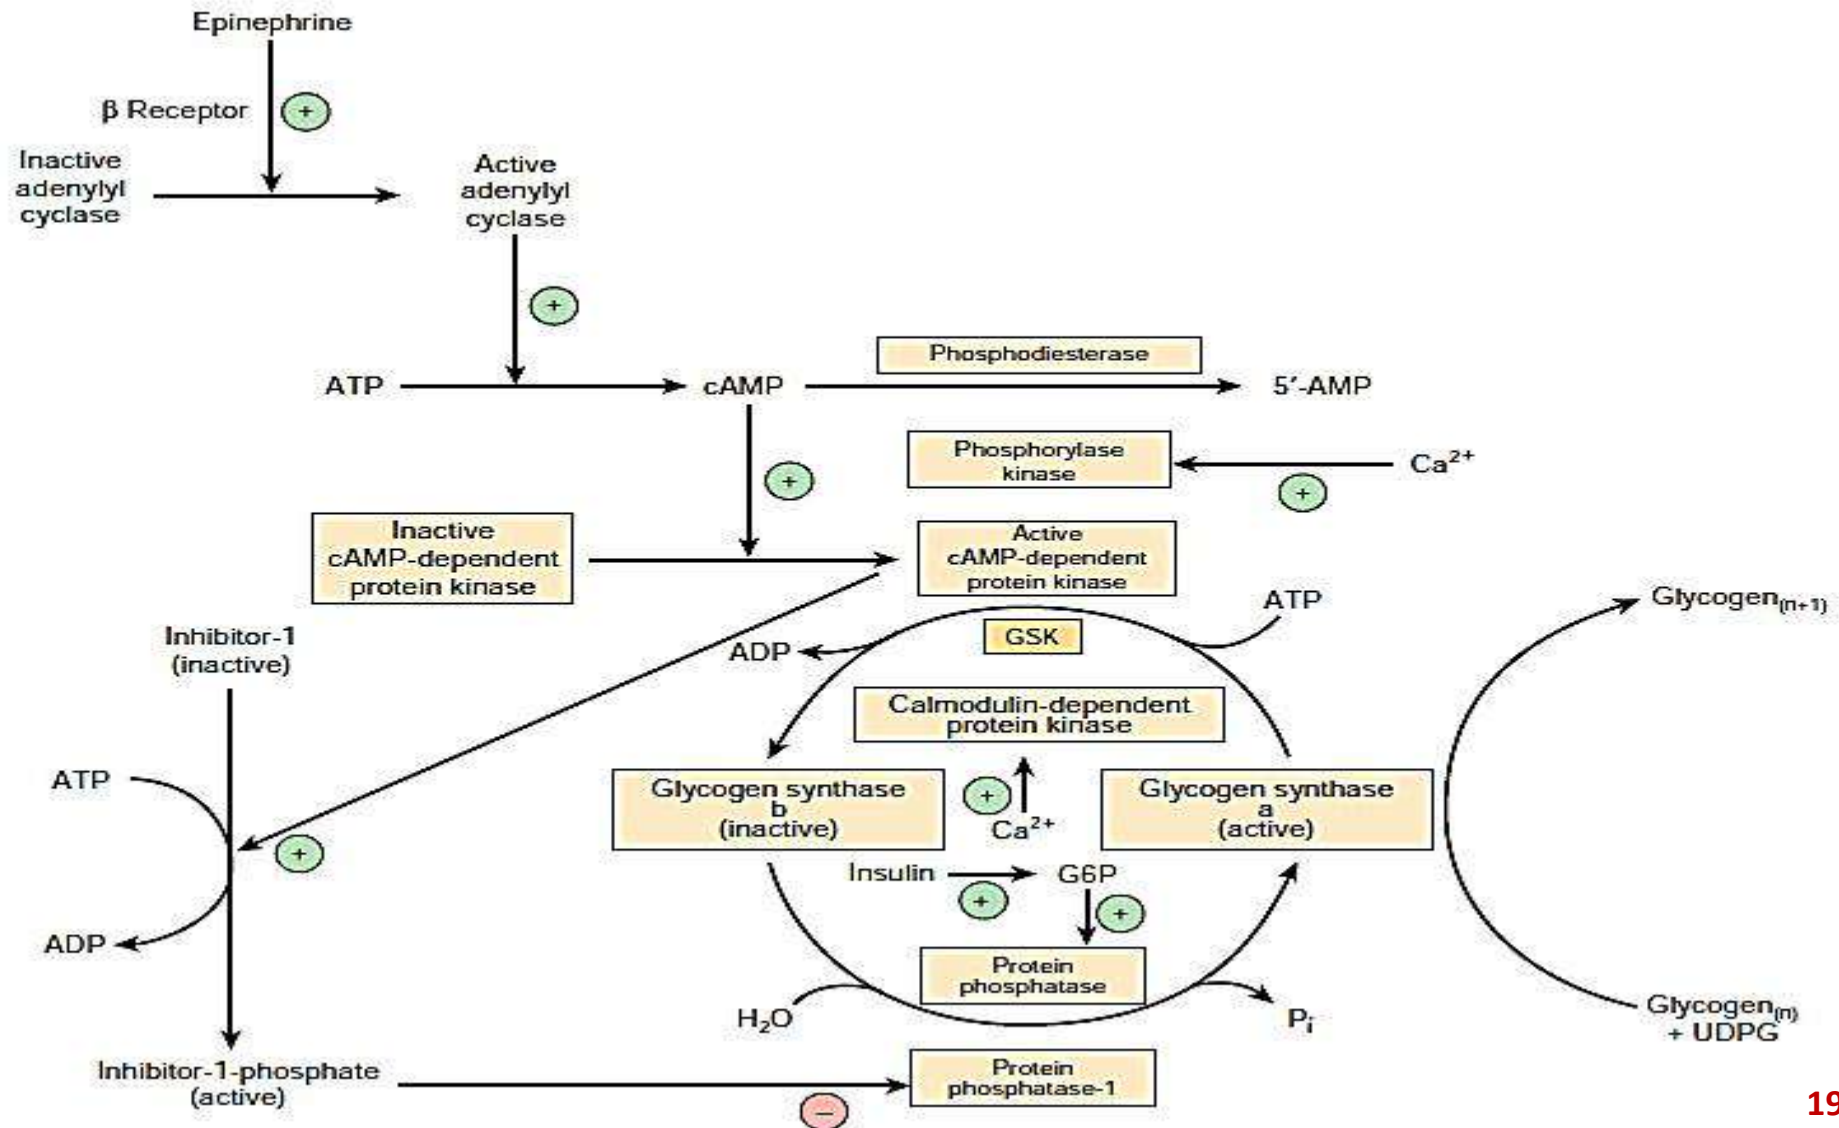 Epinephrine
β Receptor
+
Inactive
adenylyl
cyclase
Active
adenylyl
cyclase
+
Phosphodiesterase
ATP
cAMP
5′-AMP
Phosphorylase
kinase
Ca²⁺
+
+
Inactive
cAMP-dependent
protein kinase
Active
cAMP-dependent
protein kinase
ATP
Glycogen(n+1)
Inhibitor-1
(inactive)
ADP
GSK
Calmodulin-dependent
protein kinase
ATP
Glycogen synthase
b
(inactive)
+
Ca²⁺
Glycogen synthase
a
(active)
+
Insulin
G6P
+
+
ADP
Protein
phosphatase
H₂O
Pi
Glycogen(n)
+ UDPG
Inhibitor-1-phosphate
(active)
Protein
phosphatase-1
−
19